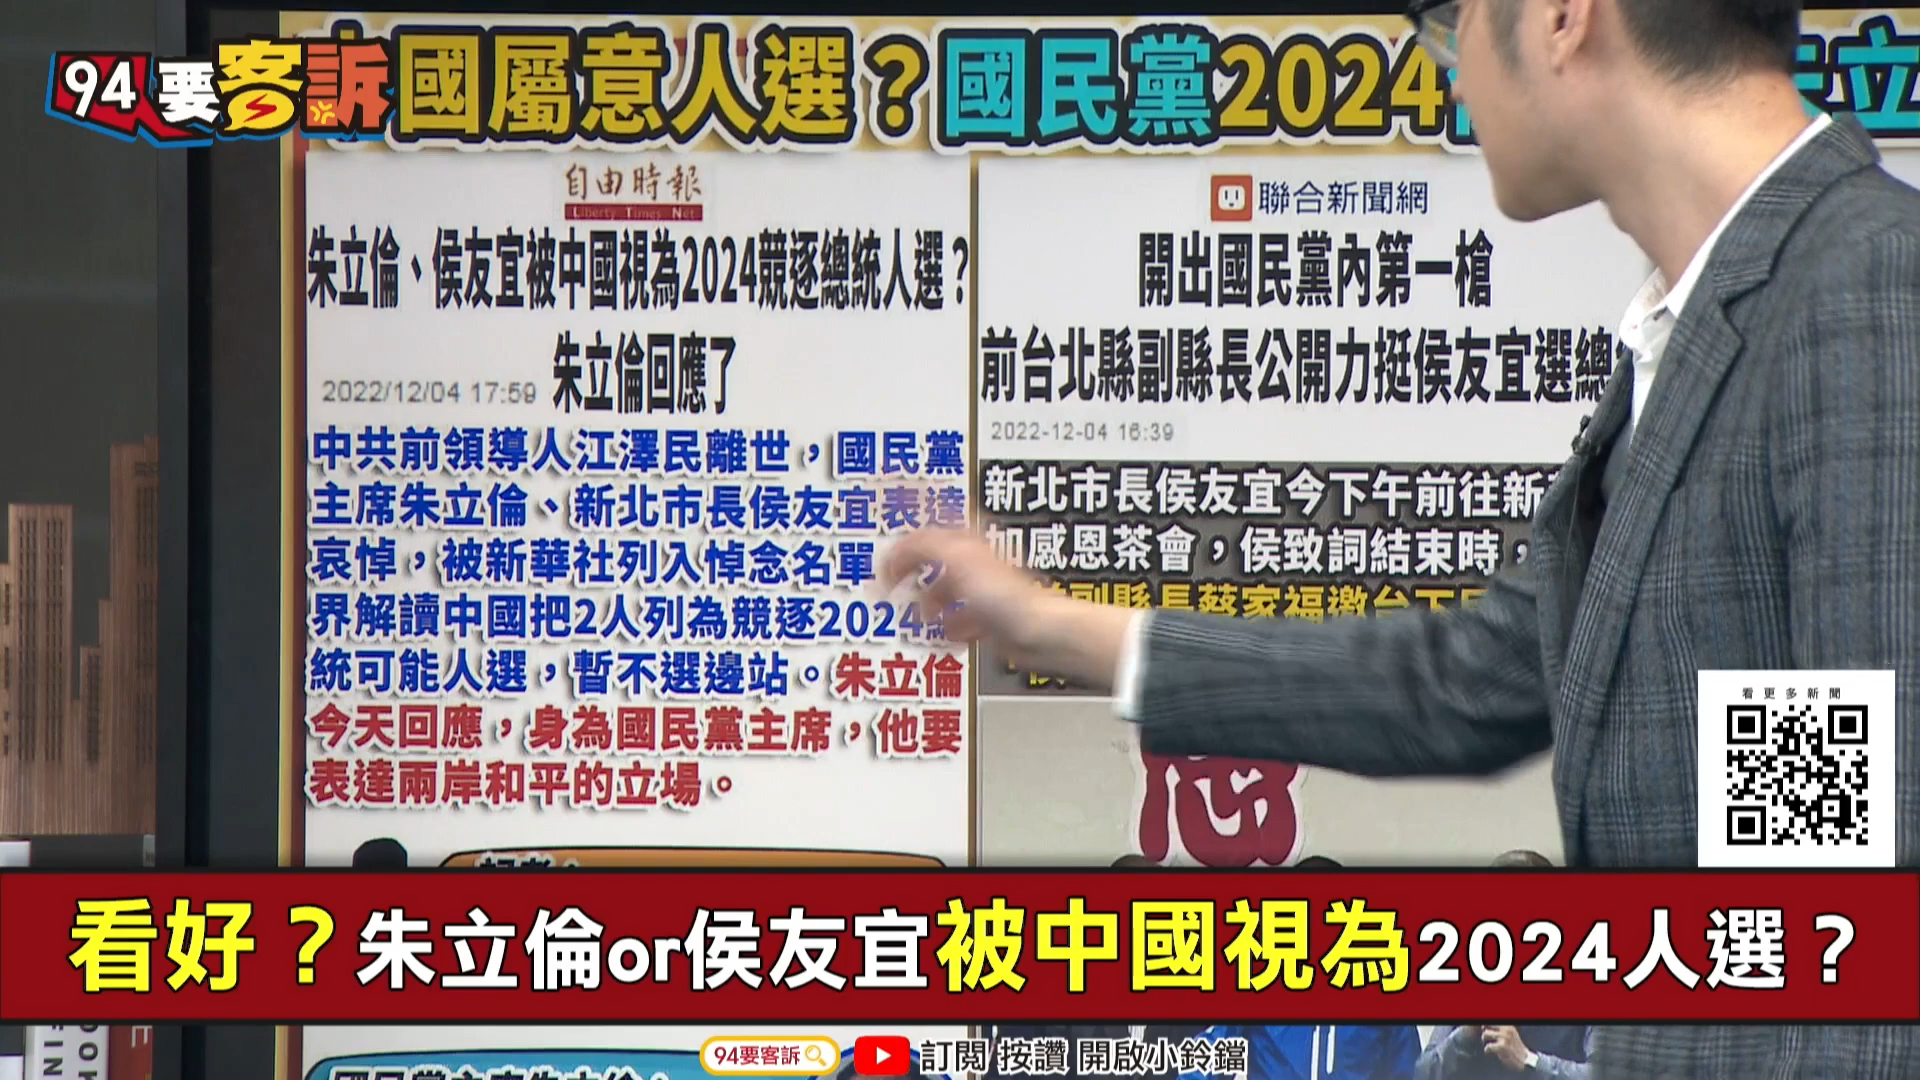 94要客訴
國屬意人選？國民黨2024
自由時報
Liberty Times Net
朱立倫、侯友宜被中國視為2024競逐總統人選？
朱立倫回應了
2022/12/04 17:59
中共前領導人江澤民離世，國民黨
主席朱立倫、新北市長侯友宜表達
哀悼，被新華社列入悼念名單
界解讀中國把2人列為競逐2024
統可能人選，暫不選邊站。朱立倫
今天回應，身為國民黨主席，他要
表達兩岸和平的立場。
聯合新聞網
開出國民黨內第一槍
前台北縣副縣長公開力挺侯友宜選總
2022-12-04 16:39
新北市長侯友宜今下午前往新
加感恩茶會，侯致詞結束時，
前副縣長蔡家福邀台下
看更多新聞
看好？朱立倫or侯友宜被中國視為2024人選？
94要客訴
訂閱 按讚 開啟小鈴鐺